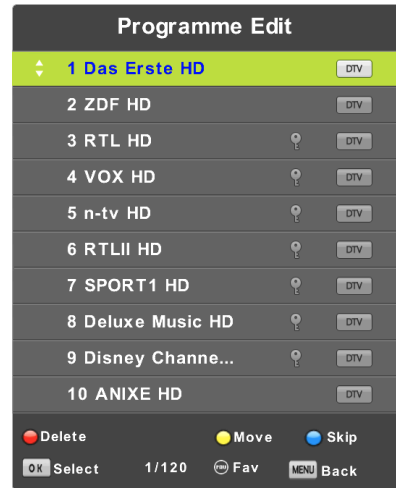 Programme Edit
1 Das Erste HD DTV
2 ZDF HD DTV
3 RTL HD DTV
4 VOX HD DTV
5 n-tv HD DTV
6 RTLII HD DTV
7 SPORT1 HD DTV
8 Deluxe Music HD DTV
9 Disney Channe... DTV
10 ANIXE HD DTV
Delete Move Skip
OK Select 1/120 Fav MENU Back